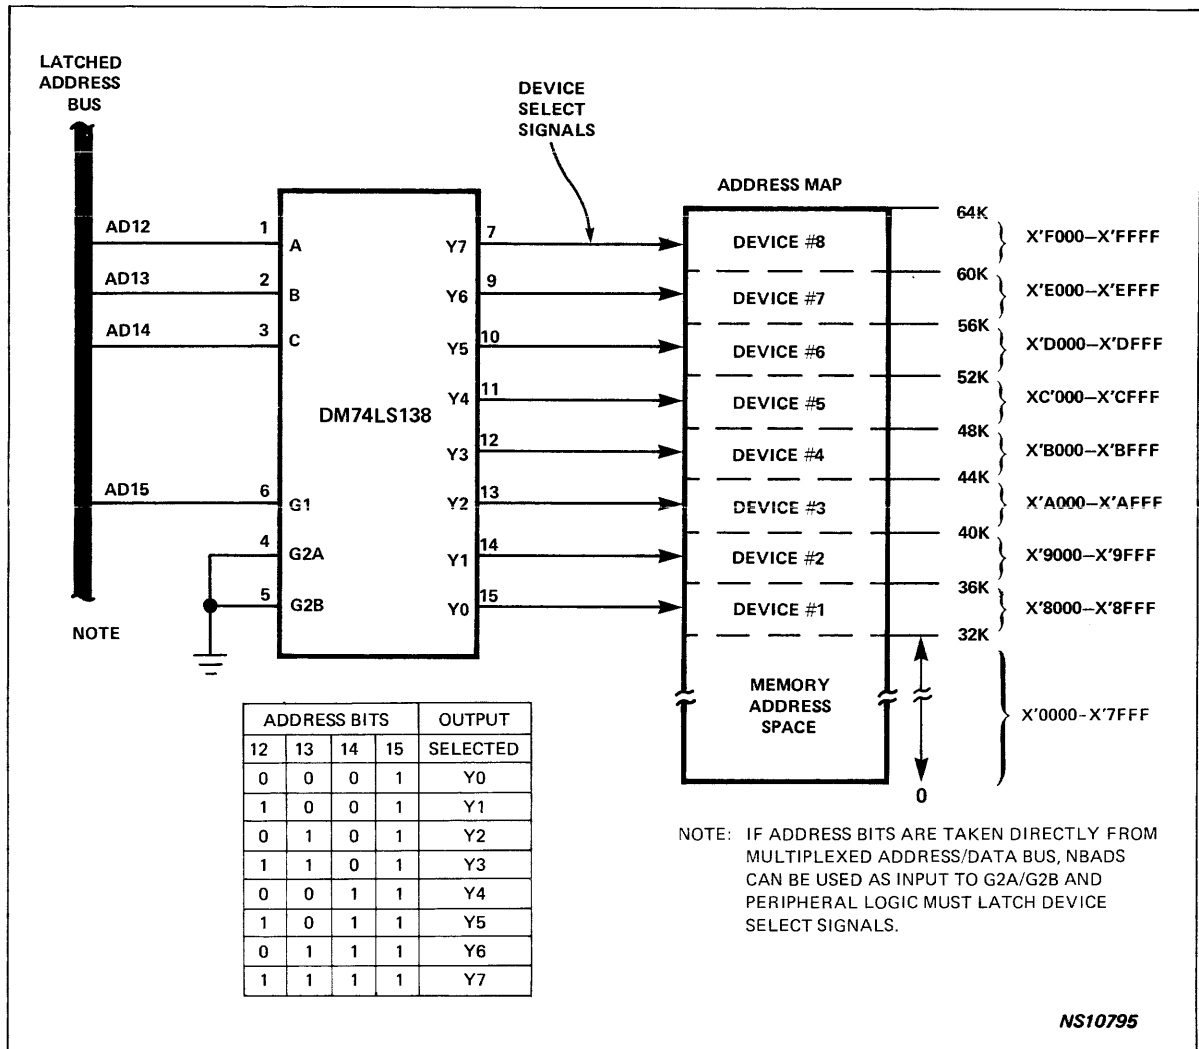 LATCHED
ADDRESS
BUS
DEVICE
SELECT
SIGNALS
ADDRESS MAP
AD12
1
A
AD13
2
B
AD14
3
C
AD15
6
G1
4
G2A
5
G2B
NOTE
DM74LS138
Y7
7
Y6
9
Y5
10
Y4
11
Y3
12
Y2
13
Y1
14
Y0
15
DEVICE #8
DEVICE #7
DEVICE #6
DEVICE #5
DEVICE #4
DEVICE #3
DEVICE #2
DEVICE #1
MEMORY
ADDRESS
SPACE
64K
60K
56K
52K
48K
44K
40K
36K
32K
0
X'F000–X'FFFF
X'E000–X'EFFF
X'D000–X'DFFF
XC'000–X'CFFF
X'B000–X'BFFF
X'A000–X'AFFF
X'9000–X'9FFF
X'8000–X'8FFF
X'0000-X'7FFF
ADDRESS BITS OUTPUT
12 13 14 15 SELECTED
0 0 0 1 Y0
1 0 0 1 Y1
0 1 0 1 Y2
1 1 0 1 Y3
0 0 1 1 Y4
1 0 1 1 Y5
0 1 1 1 Y6
1 1 1 1 Y7
NOTE: IF ADDRESS BITS ARE TAKEN DIRECTLY FROM
MULTIPLEXED ADDRESS/DATA BUS, NBADS
CAN BE USED AS INPUT TO G2A/G2B AND
PERIPHERAL LOGIC MUST LATCH DEVICE
SELECT SIGNALS.
NS10795